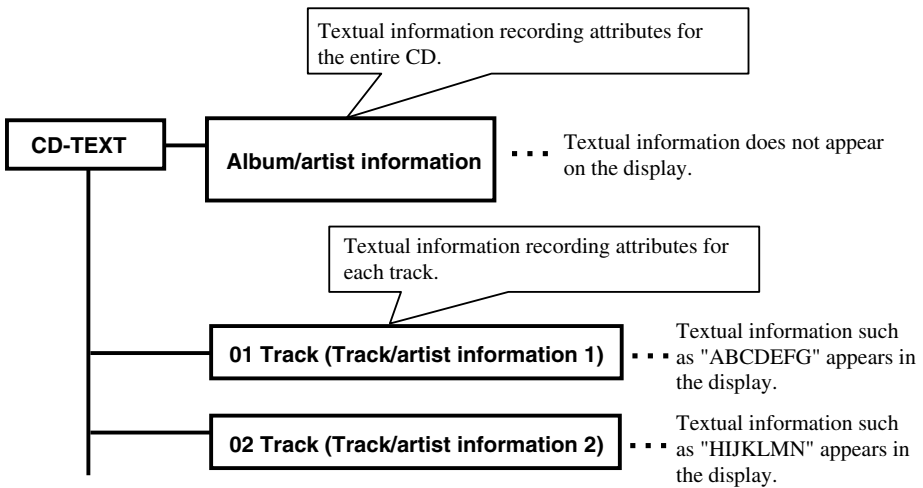 Textual information recording attributes for
the entire CD.
CD-TEXT
Album/artist information
Textual information does not appear
on the display.
Textual information recording attributes for
each track.
01 Track (Track/artist information 1)
Textual information such
as "ABCDEFG" appears in
the display.
02 Track (Track/artist information 2)
Textual information such
as "HIJKLMN" appears in
the display.